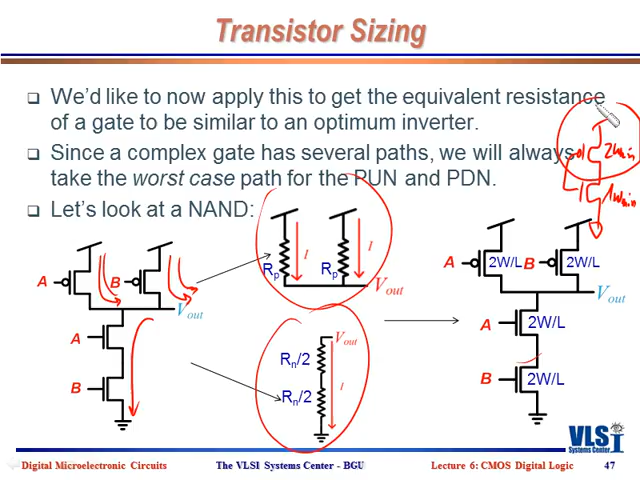 Transistor Sizing
We'd like to now apply this to get the equivalent resistance
of a gate to be similar to an optimum inverter.
Since a complex gate has several paths, we will always
take the worst case path for the PUN and PDN.
Let's look at a NAND:
2Wmin
1Wmin
A
B
Vout
A
B
Rp
I
Rp
I
Vout
Vout
Rn/2
Rn/2
I
A
2W/L
B
2W/L
Vout
A
2W/L
B
2W/L
VLSI
Systems Center
Digital Microelectronic Circuits
The VLSI Systems Center - BGU
Lecture 6: CMOS Digital Logic
47